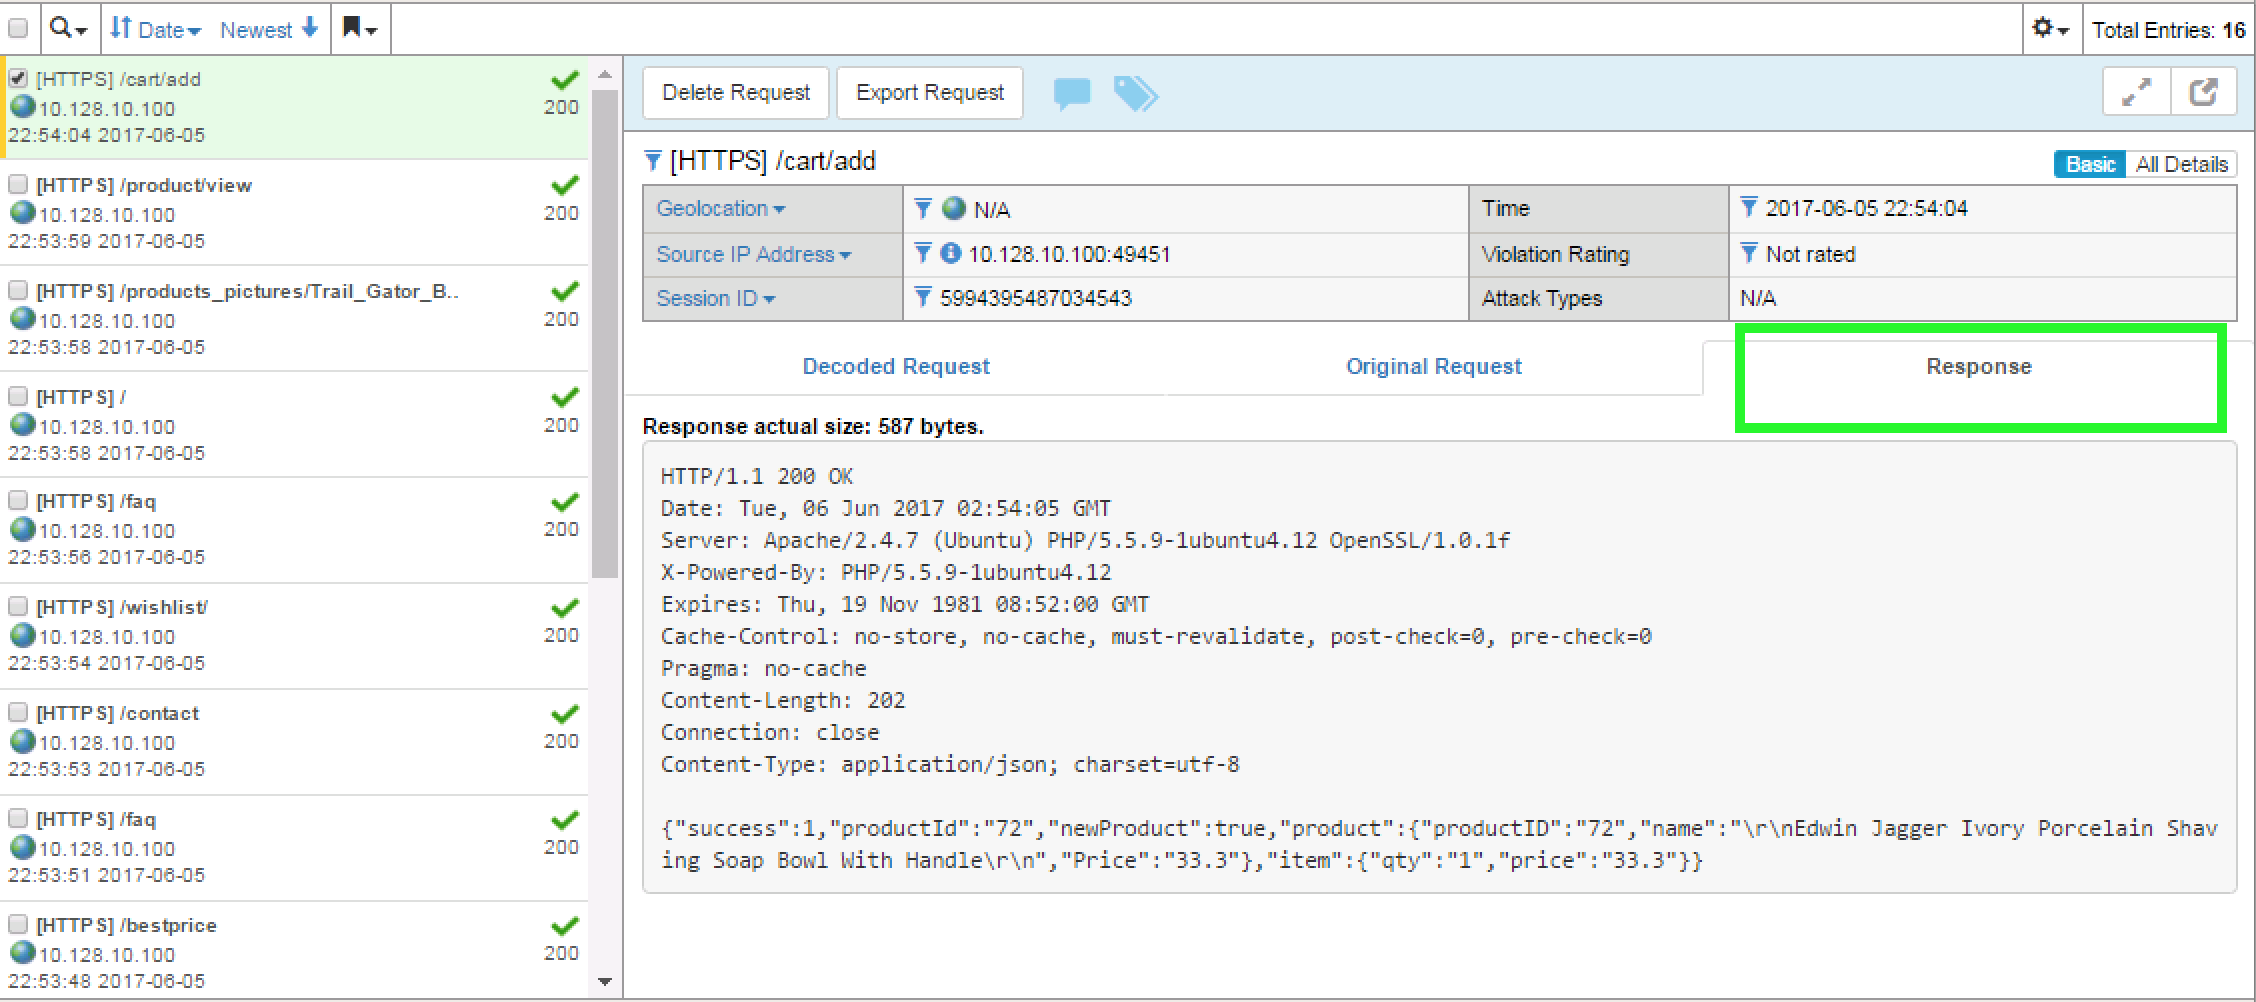 Date Newest Total Entries: 16
[HTTPS] /cart/add
10.128.10.100 200
22:54:04 2017-06-05
[HTTPS] /product/view
10.128.10.100 200
22:53:59 2017-06-05
[HTTPS] /products_pictures/Trail_Gator_B..
10.128.10.100 200
22:53:58 2017-06-05
[HTTPS] /
10.128.10.100 200
22:53:58 2017-06-05
[HTTPS] /faq
10.128.10.100 200
22:53:56 2017-06-05
[HTTPS] /wishlist/
10.128.10.100 200
22:53:54 2017-06-05
[HTTPS] /contact
10.128.10.100 200
22:53:53 2017-06-05
[HTTPS] /faq
10.128.10.100 200
22:53:51 2017-06-05
[HTTPS] /bestprice
10.128.10.100 200
22:53:48 2017-06-05
Delete Request Export Request
[HTTPS] /cart/add
Basic All Details
Geolocation N/A Time 2017-06-05 22:54:04
Source IP Address 10.128.10.100:49451 Violation Rating Not rated
Session ID 5994395487034543 Attack Types N/A
Decoded Request Original Request Response
Response actual size: 587 bytes.
HTTP/1.1 200 OK
Date: Tue, 06 Jun 2017 02:54:05 GMT
Server: Apache/2.4.7 (Ubuntu) PHP/5.5.9-1ubuntu4.12 OpenSSL/1.0.1f
X-Powered-By: PHP/5.5.9-1ubuntu4.12
Expires: Thu, 19 Nov 1981 08:52:00 GMT
Cache-Control: no-store, no-cache, must-revalidate, post-check=0, pre-check=0
Pragma: no-cache
Content-Length: 202
Connection: close
Content-Type: application/json; charset=utf-8
{"success":1,"productId":"72","newProduct":true,"product":{"productID":"72","name":"\r\nEdwin Jagger Ivory Porcelain Shav
ing Soap Bowl With Handle\r\n","Price":"33.3"},"item":{"qty":"1","price":"33.3"}}